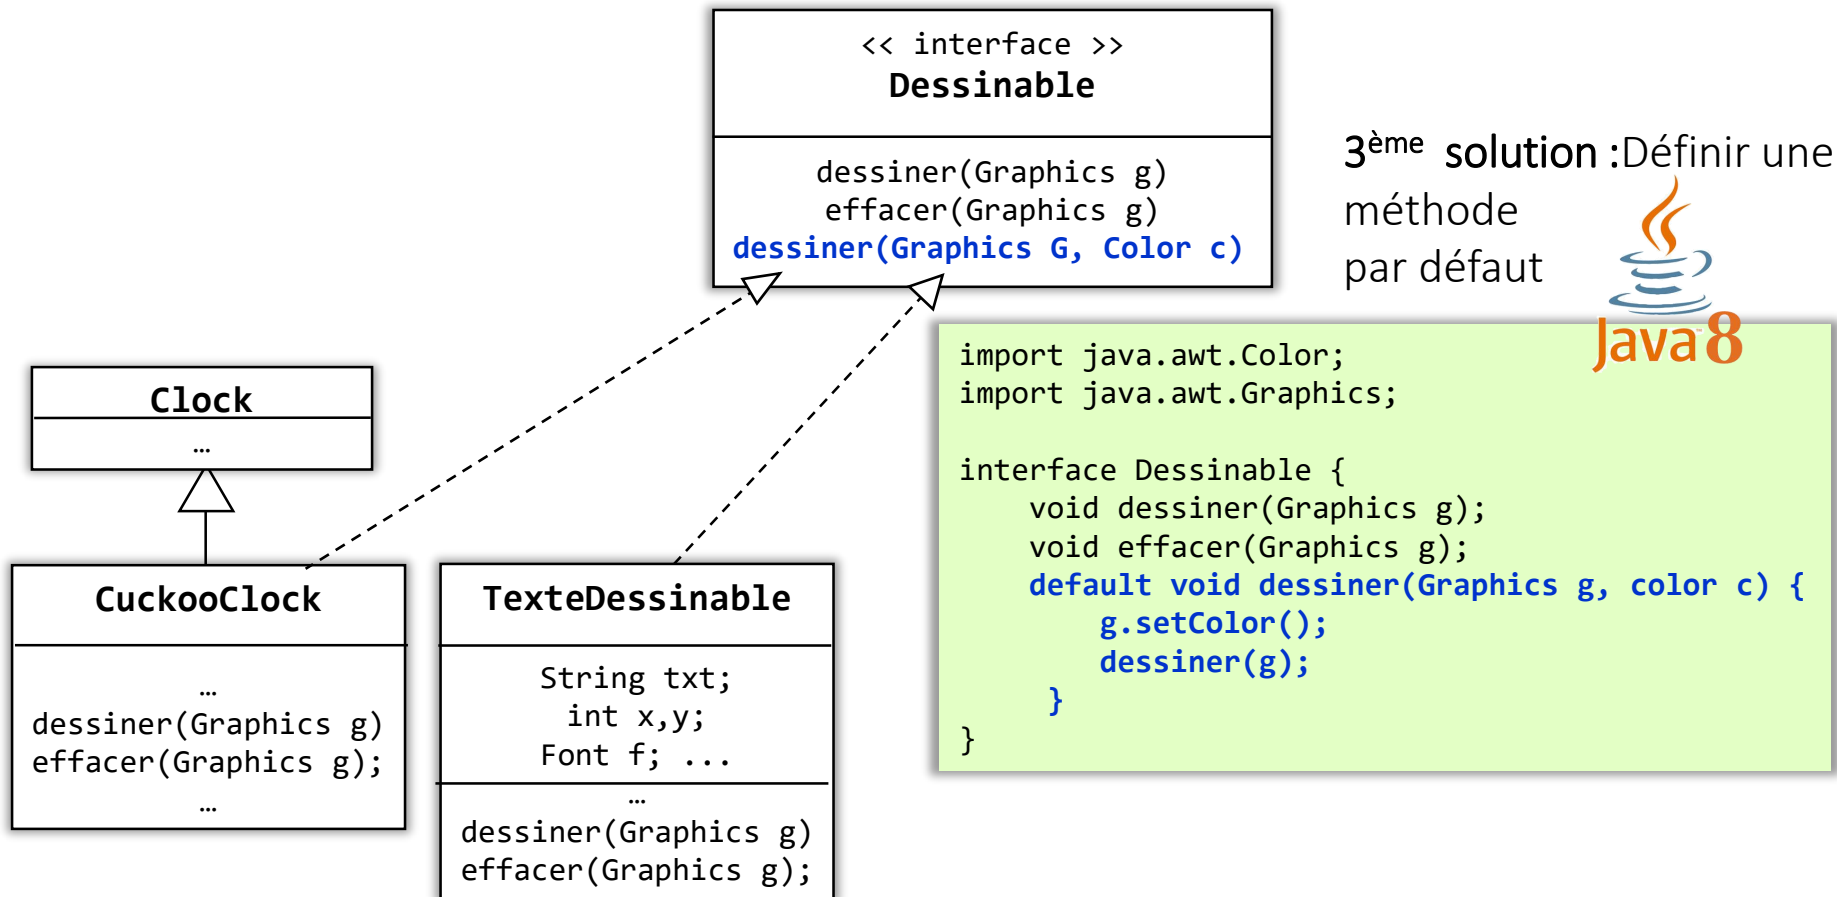 << interface >>
Dessinable
dessiner(Graphics g)
effacer(Graphics g)
dessiner(Graphics G, Color c)
3ème solution :Définir une
méthode
par défaut
Java™ 8
import java.awt.Color;
import java.awt.Graphics;
interface Dessinable {
void dessiner(Graphics g);
void effacer(Graphics g);
default void dessiner(Graphics g, color c) {
g.setColor();
dessiner(g);
}
}
Clock
…
CuckooClock
…
dessiner(Graphics g)
effacer(Graphics g);
…
TexteDessinable
String txt;
int x,y;
Font f; ...
…
dessiner(Graphics g)
effacer(Graphics g);